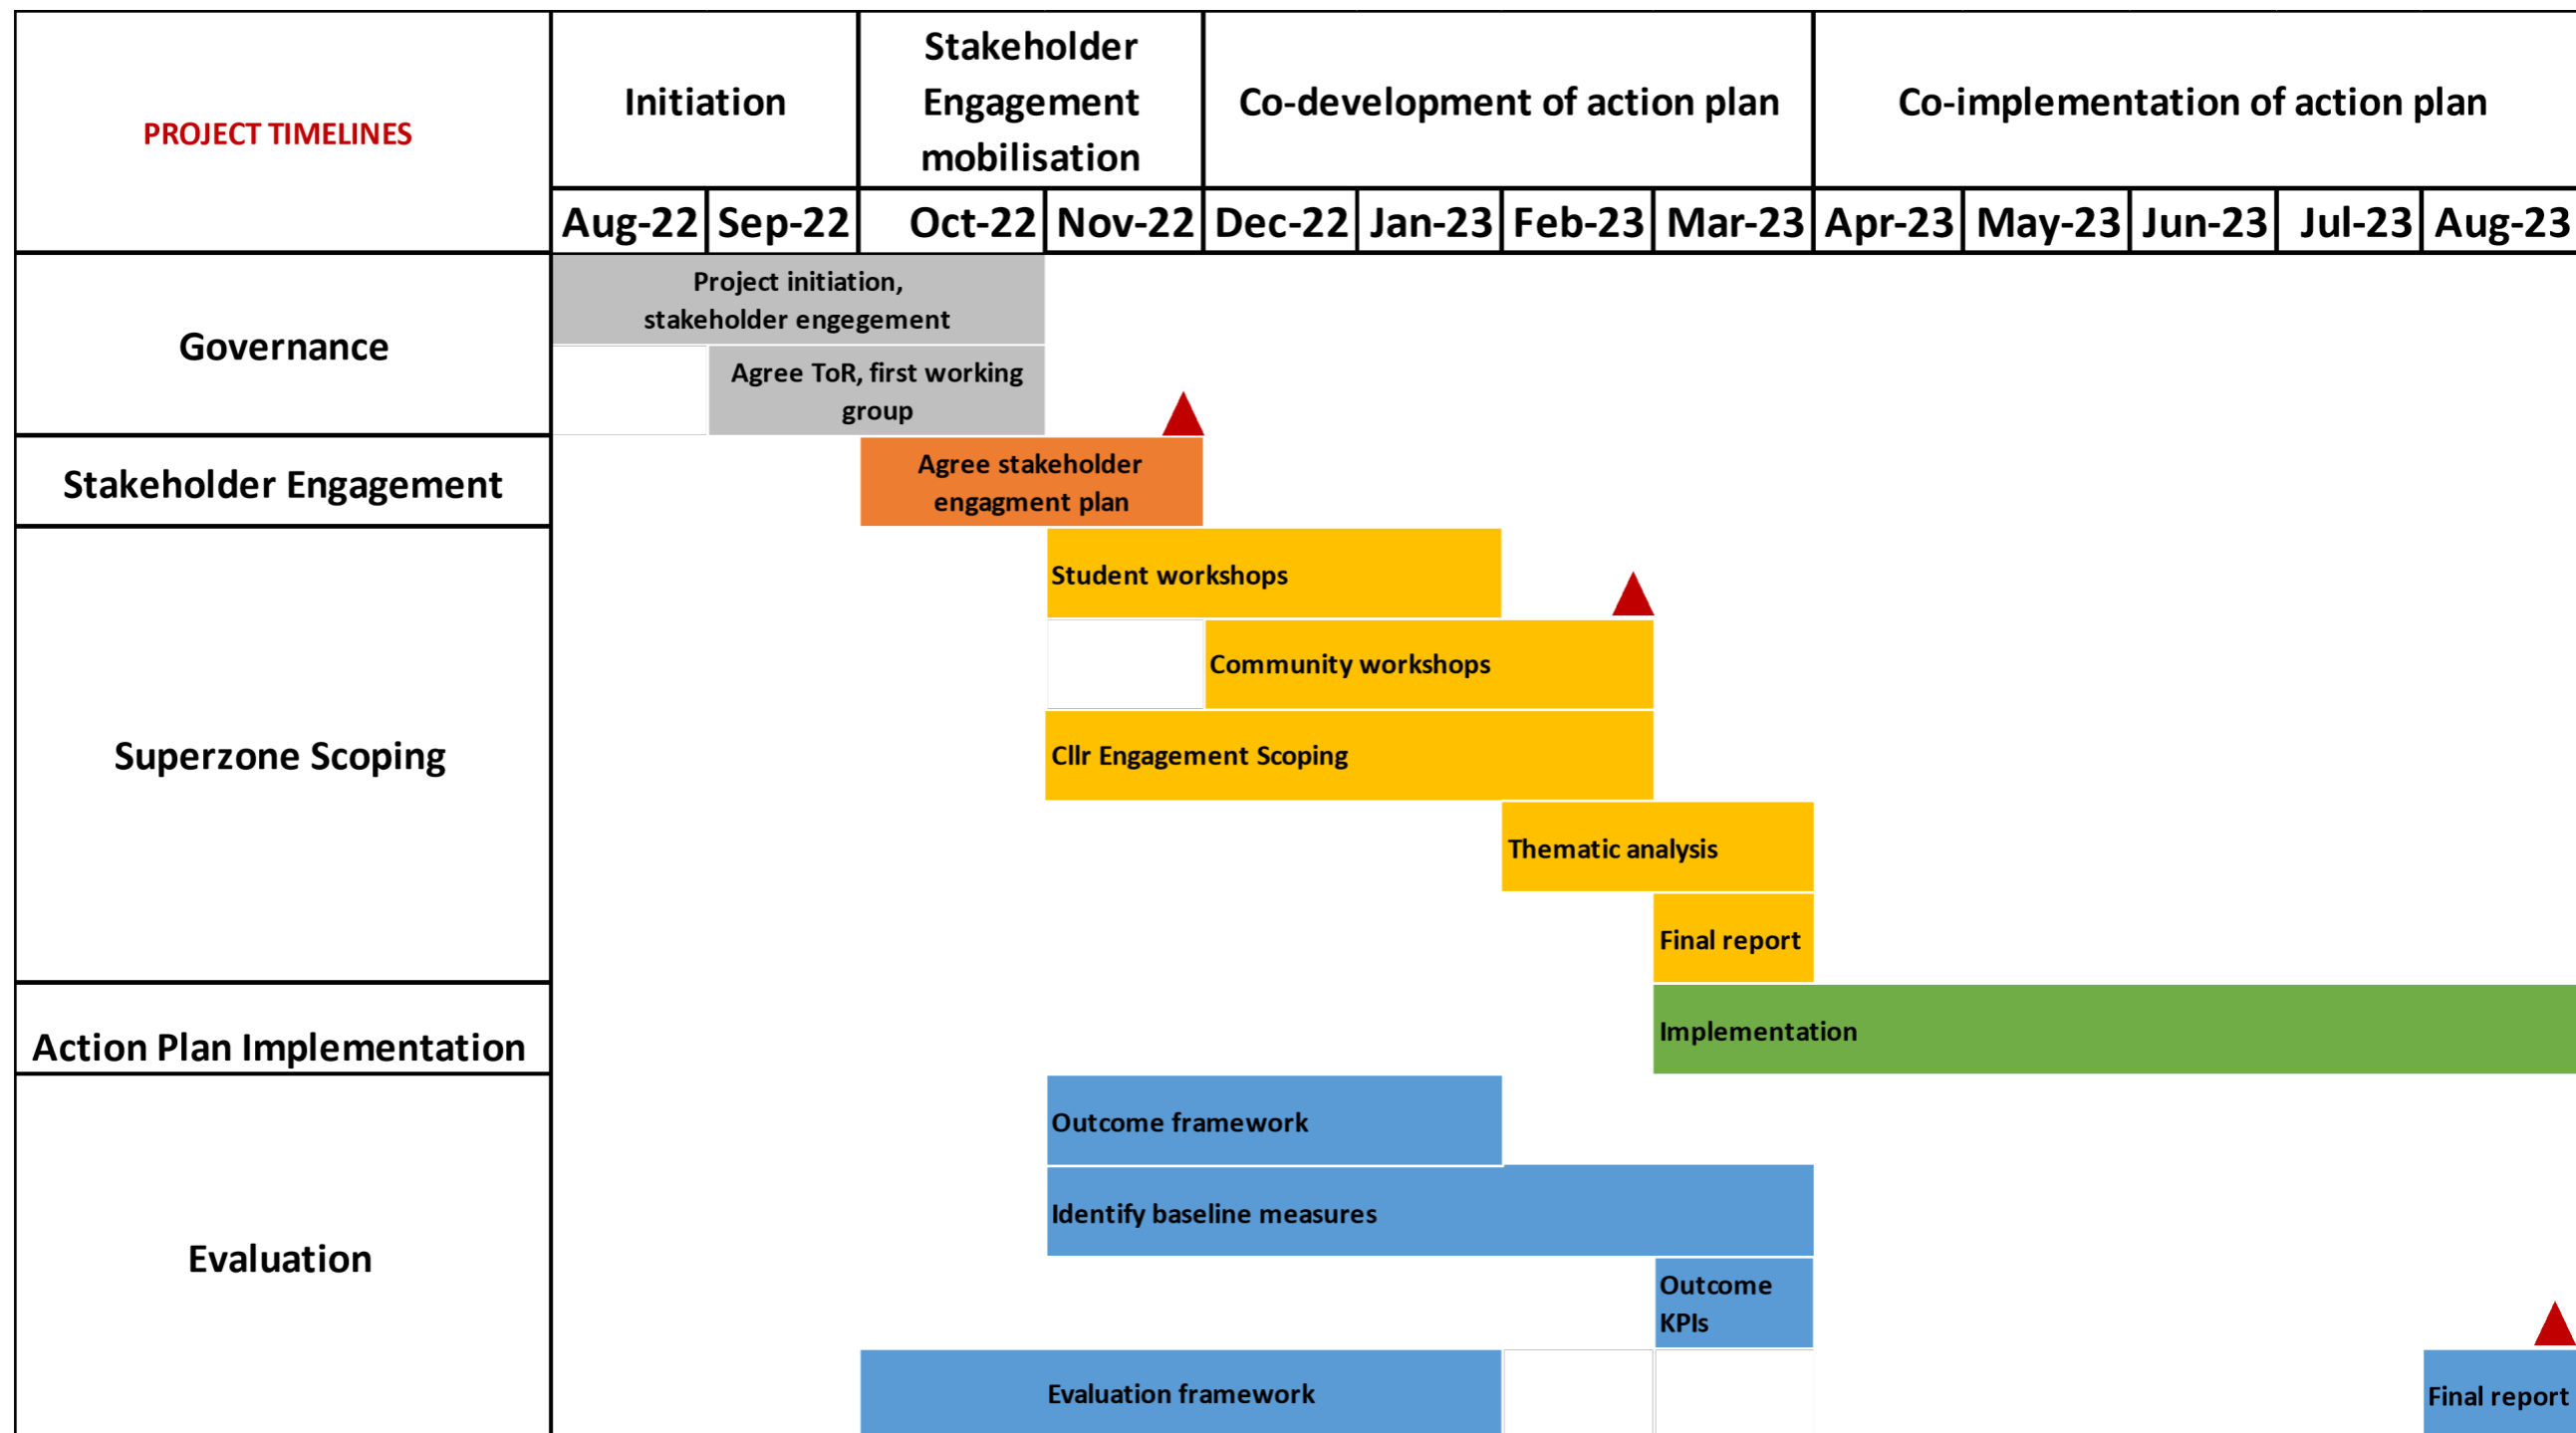 PROJECT TIMELINES
Initiation
Stakeholder
Engagement
mobilisation
Co-development of action plan
Co-implementation of action plan
Aug-22 Sep-22 Oct-22 Nov-22 Dec-22 Jan-23 Feb-23 Mar-23 Apr-23 May-23 Jun-23 Jul-23 Aug-23
Governance
Project initiation,
stakeholder engegement
Agree ToR, first working
group
Stakeholder Engagement
Agree stakeholder
engagment plan
Superzone Scoping
Student workshops
Community workshops
Cllr Engagement Scoping
Thematic analysis
Final report
Action Plan Implementation
Implementation
Evaluation
Outcome framework
Identify baseline measures
Outcome
KPIs
Evaluation framework
Final report